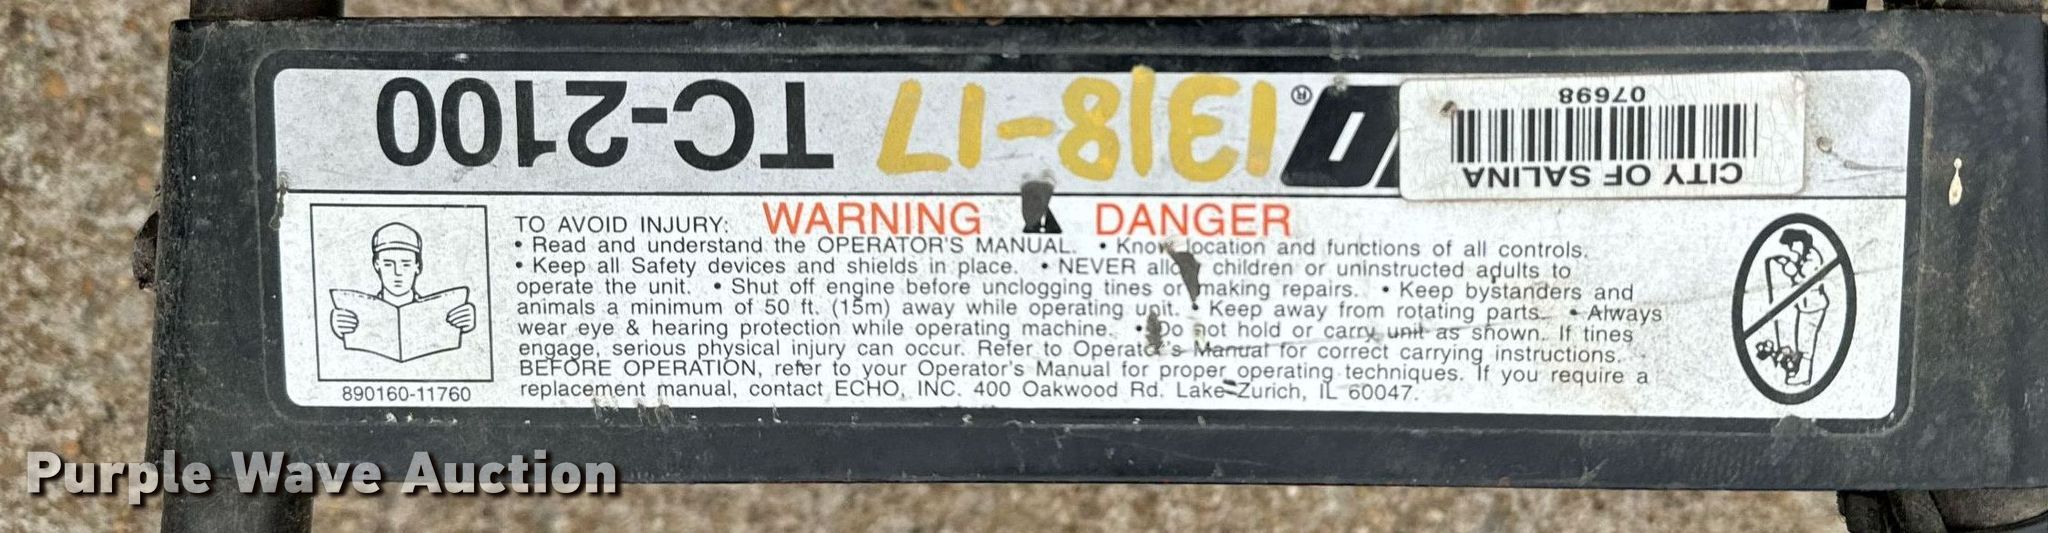 CITY OF SALINA
07698
O® 1318-17 TC-2100
TO AVOID INJURY: WARNING DANGER
• Read and understand the OPERATOR'S MANUAL. • Know location and functions of all controls.
• Keep all Safety devices and shields in place. • NEVER allow children or uninstructed adults to
operate the unit. • Shut off engine before unclogging tines or making repairs. • Keep bystanders and
animals a minimum of 50 ft. (15m) away while operating unit. • Keep away from rotating parts. • Always
wear eye & hearing protection while operating machine. • Do not hold or carry unit as shown. If tines
engage, serious physical injury can occur. Refer to Operator's Manual for correct carrying instructions.
BEFORE OPERATION, refer to your Operator's Manual for proper operating techniques. If you require a
replacement manual, contact ECHO, INC. 400 Oakwood Rd. Lake Zurich, IL 60047.
890160-11760
Purple Wave Auction